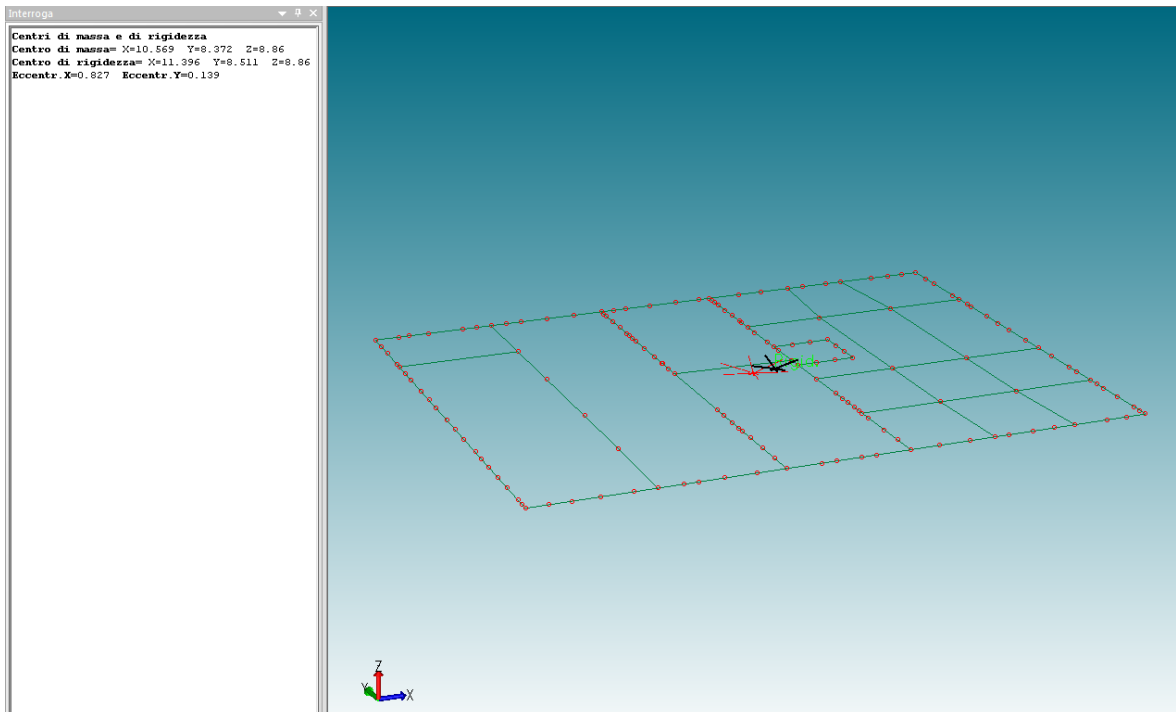 Interroga
Centri di massa e di rigidezza
Centro di massa= X=10.569 Y=8.372 Z=8.86
Centro di rigidezza= X=11.396 Y=8.511 Z=8.86
Eccentr.X=0.827 Eccentr.Y=0.139
Z
Y
X